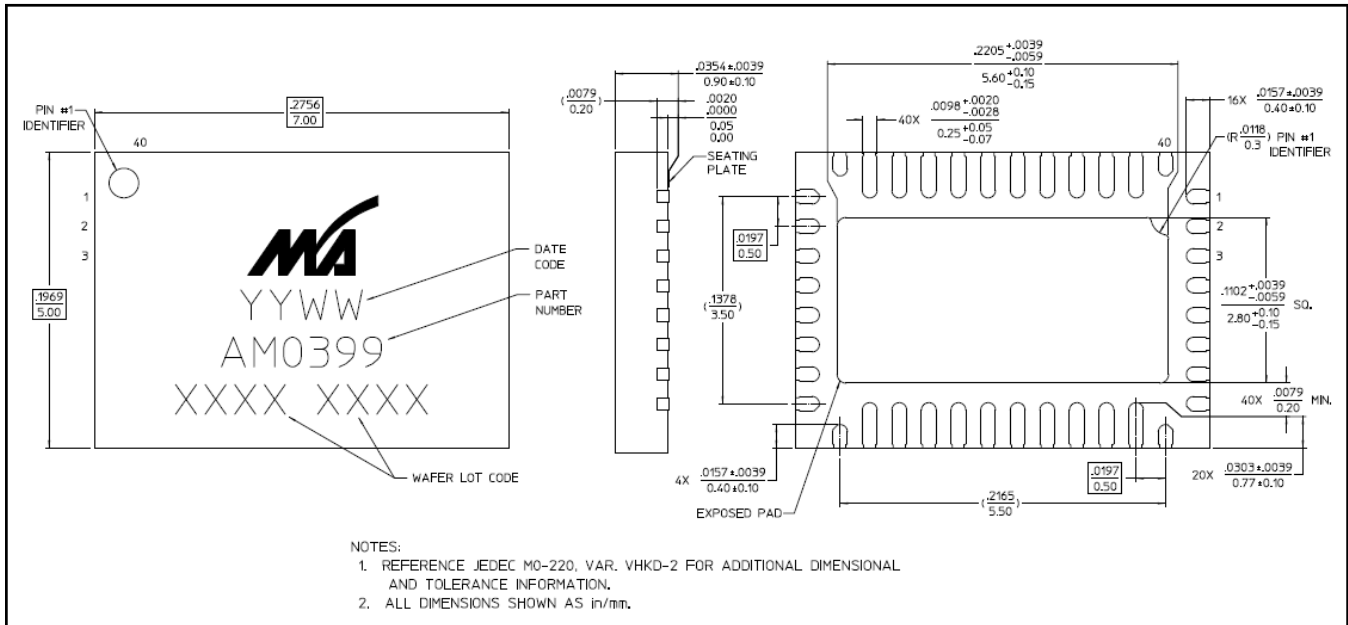 PIN #1
IDENTIFIER
.2756
7.00
40
1
2
3
.1969
5.00
MA
YYWW
AM0399
XXXX XXXX
DATE
CODE
PART
NUMBER
WAFER LOT CODE
.0354±.0039
0.90±0.10
(.0079
0.20)
.0020
.0000
0.05
0.00
SEATING
PLATE
.2205+.0039
-.0059
5.60+0.10
-0.15
40X .0098+.0020
-.0028
0.25+0.05
-0.07
16X .0157±.0039
0.40±0.10
(R.0118
0.3) PIN #1
IDENTIFIER
40
1
2
3
.0197
0.50
(.1378
3.50)
.1102+.0039
-.0059
2.80+0.10
-0.15
SQ.
40X .0079
0.20 MIN.
20X .0303±.0039
0.77±0.10
.0197
0.50
4X .0157±.0039
0.40±0.10
(.2165
5.50)
EXPOSED PAD
NOTES:
1. REFERENCE JEDEC MO-220, VAR. VHKD-2 FOR ADDITIONAL DIMENSIONAL
AND TOLERANCE INFORMATION.
2. ALL DIMENSIONS SHOWN AS in/mm.